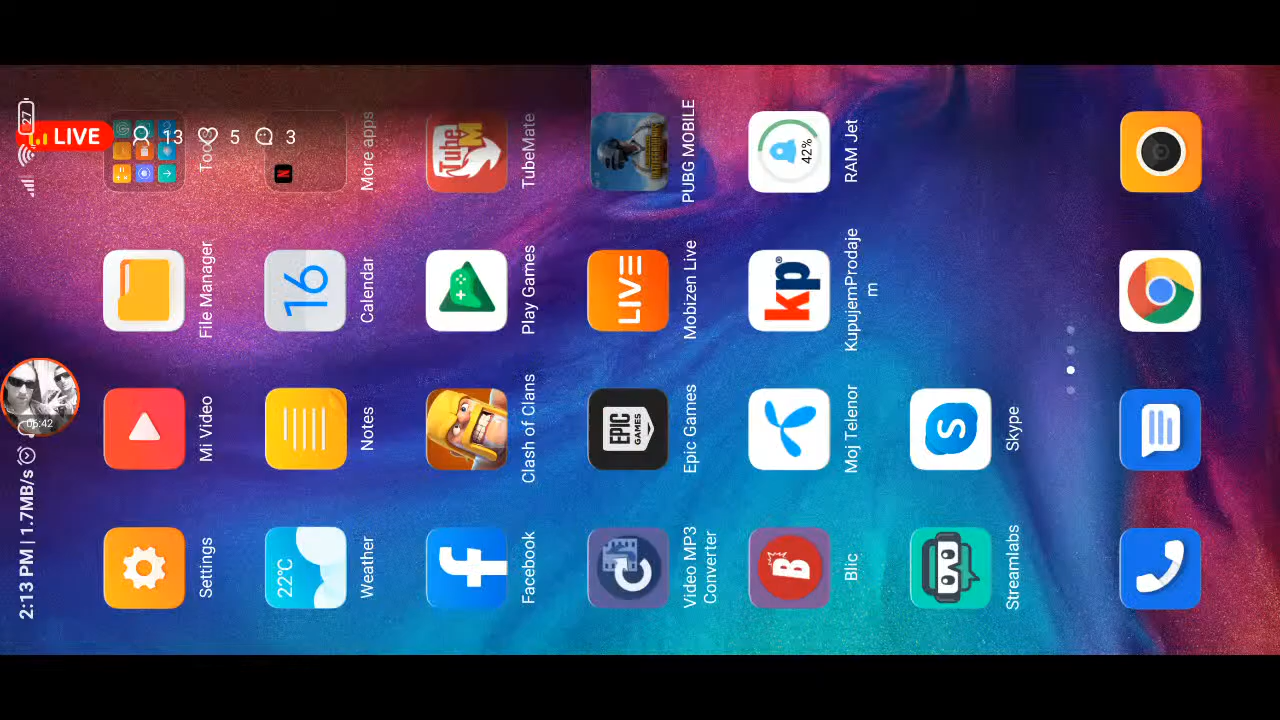 2:13 PM | 1.7MB/s
27
LIVE 13 5 3
06:42
Settings
Mi Video
File Manager
22°C
16
N
Weather
Notes
Calendar
More apps
Tube
M
Facebook
Clash of Clans
Play Games
TubeMate
EPIC
GAMES
LIVE
Video MP3
Converter
Epic Games
Mobizen Live
PUBG MOBILE
B
kp®
42%
Blic
Moj Telenor
KupujemProdaje
m
RAM Jet
S
Streamlabs
Skype